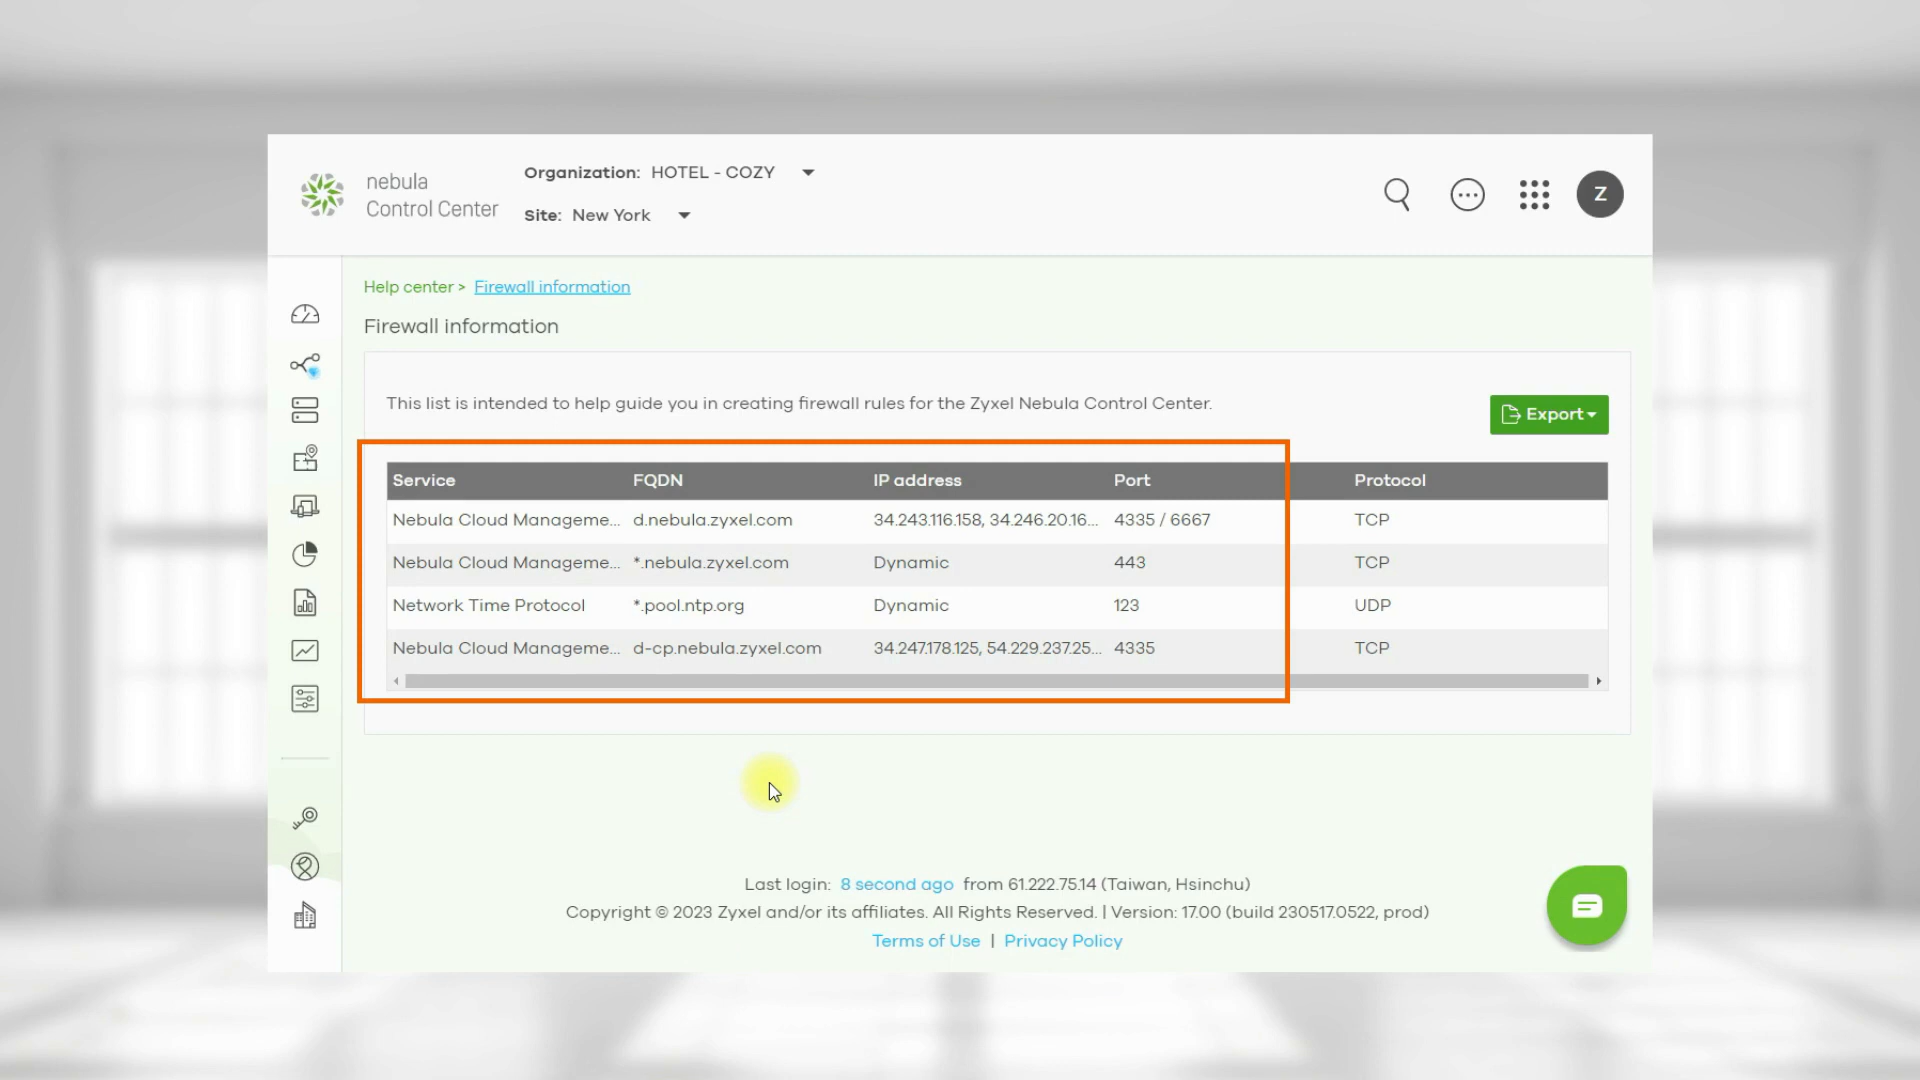 nebula
Control Center
Organization: HOTEL - COZY
Site: New York
Z
Help center > Firewall information
Firewall information
This list is intended to help guide you in creating firewall rules for the Zyxel Nebula Control Center.
Export
Service FQDN IP address Port Protocol
Nebula Cloud Manageme... d.nebula.zyxel.com 34.243.116.158, 34.246.20.16... 4335 / 6667 TCP
Nebula Cloud Manageme... *.nebula.zyxel.com Dynamic 443 TCP
Network Time Protocol *.pool.ntp.org Dynamic 123 UDP
Nebula Cloud Manageme... d-cp.nebula.zyxel.com 34.247.178.125, 54.229.237.25... 4335 TCP
Last login: 8 second ago from 61.222.75.14 (Taiwan, Hsinchu)
Copyright © 2023 Zyxel and/or its affiliates. All Rights Reserved. | Version: 17.00 (build 230517.0522, prod)
Terms of Use | Privacy Policy